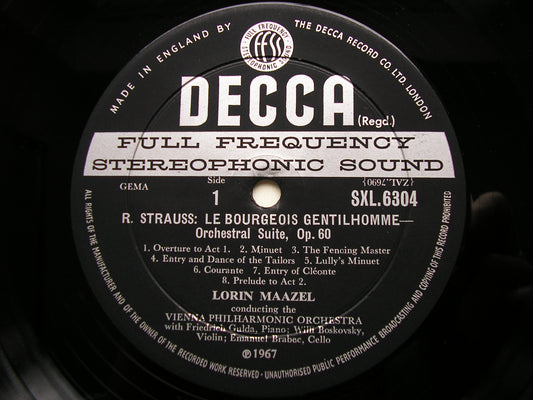 MADE IN ENGLAND BY
THE DECCA RECORD CO. LTD. LONDON
FULL FREQUENCY
ffss
STEREOPHONIC SOUND
DECCA
(Regd.)
FULL FREQUENCY
STEREOPHONIC SOUND
GEMA
Side
1
SXL.6304
R. STRAUSS: LE BOURGEOIS GENTILHOMME—
Orchestral Suite, Op. 60
1. Overture to Act 1. 2. Minuet 3. The Fencing Master
4. Entry and Dance of the Tailors 5. Lully's Minuet
6. Courante 7. Entry of Cléonte
8. Prelude to Act 2.
LORIN MAAZEL
conducting the
VIENNA PHILHARMONIC ORCHESTRA
with Friedrich Gulda, Piano; Willi Boskovsky,
Violin; Emanuel Brabec, Cello
℗1967
ALL RIGHTS OF THE MANUFACTURER AND OF THE OWNER OF THE RECORDED WORK RESERVED · UNAUTHORISED PUBLIC PERFORMANCE BROADCASTING AND COPYING OF THIS RECORD PROHIBITED